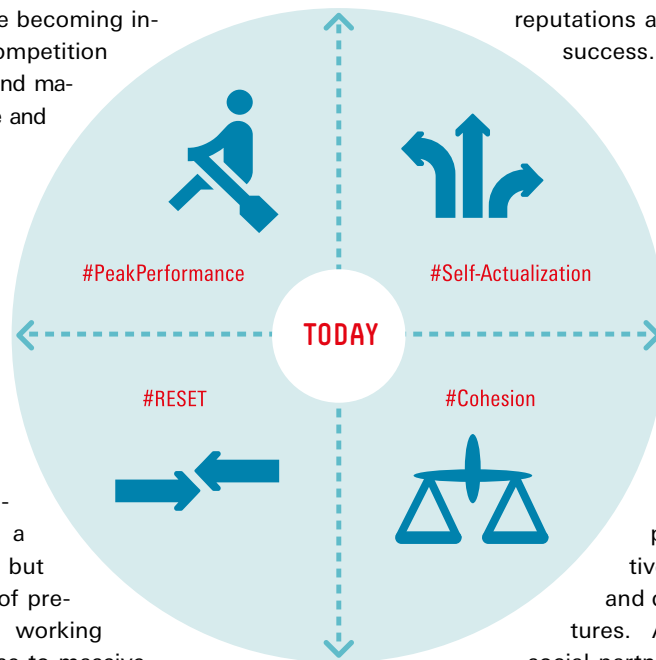 e becoming in-
ompetition
nd ma-
e and
reputations a
success.
#PeakPerformance
#Self-Actualization
TODAY
#RESET
#Cohesion
-
a
but
of pre-
working
p
tive
and c
tures. A